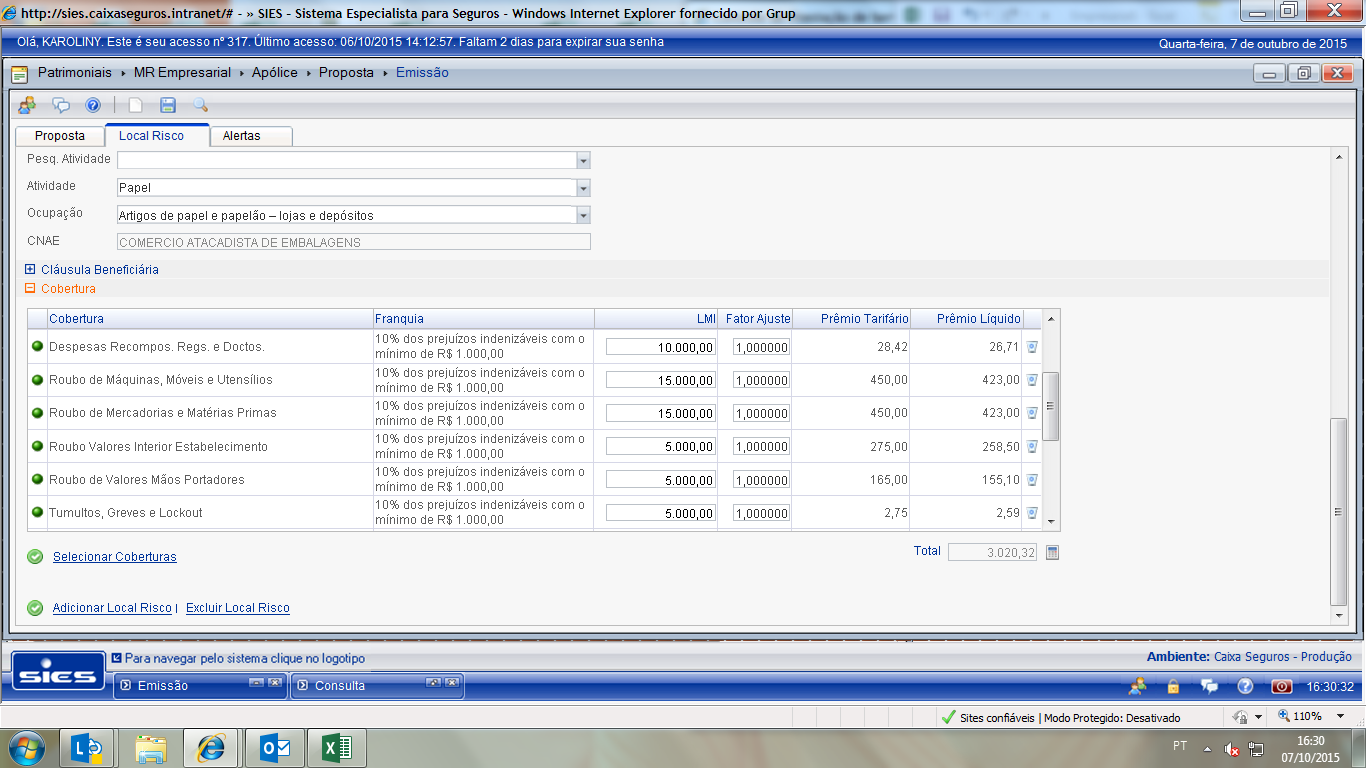 http://sies.caixaseguros.intranet/# - » SIES - Sistema Especialista para Seguros - Windows Internet Explorer fornecido por Grup
Olá, KAROLINY. Este é seu acesso nº 317. Último acesso: 06/10/2015 14:12:57. Faltam 2 dias para expirar sua senha
Quarta-feira, 7 de outubro de 2015
Patrimoniais › MR Empresarial › Apólice › Proposta › Emissão
Proposta Local Risco Alertas
Pesq. Atividade
Atividade Papel
Ocupação Artigos de papel e papelão – lojas e depósitos
CNAE COMERCIO ATACADISTA DE EMBALAGENS
Cláusula Beneficiária
Cobertura
Cobertura Franquia LMI Fator Ajuste Prêmio Tarifário Prêmio Líquido
Despesas Recompos. Regs. e Doctos. 10% dos prejuízos indenizáveis com o
mínimo de R$ 1.000,00 10.000,00 1,000000 28,42 26,71
Roubo de Máquinas, Móveis e Utensílios 10% dos prejuízos indenizáveis com o
mínimo de R$ 1.000,00 15.000,00 1,000000 450,00 423,00
Roubo de Mercadorias e Matérias Primas 10% dos prejuízos indenizáveis com o
mínimo de R$ 1.000,00 15.000,00 1,000000 450,00 423,00
Roubo Valores Interior Estabelecimento 10% dos prejuízos indenizáveis com o
mínimo de R$ 1.000,00 5.000,00 1,000000 275,00 258,50
Roubo de Valores Mãos Portadores 10% dos prejuízos indenizáveis com o
mínimo de R$ 1.000,00 5.000,00 1,000000 165,00 155,10
Tumultos, Greves e Lockout 10% dos prejuízos indenizáveis com o
mínimo de R$ 1.000,00 5.000,00 1,000000 2,75 2,59
Selecionar Coberturas
Total 3.020,32
Adicionar Local Risco | Excluir Local Risco
sies
Para navegar pelo sistema clique no logotipo
Ambiente: Caixa Seguros - Produção
Emissão Consulta
16:30:32
Sites confiáveis | Modo Protegido: Desativado
110%
PT
16:30
07/10/2015